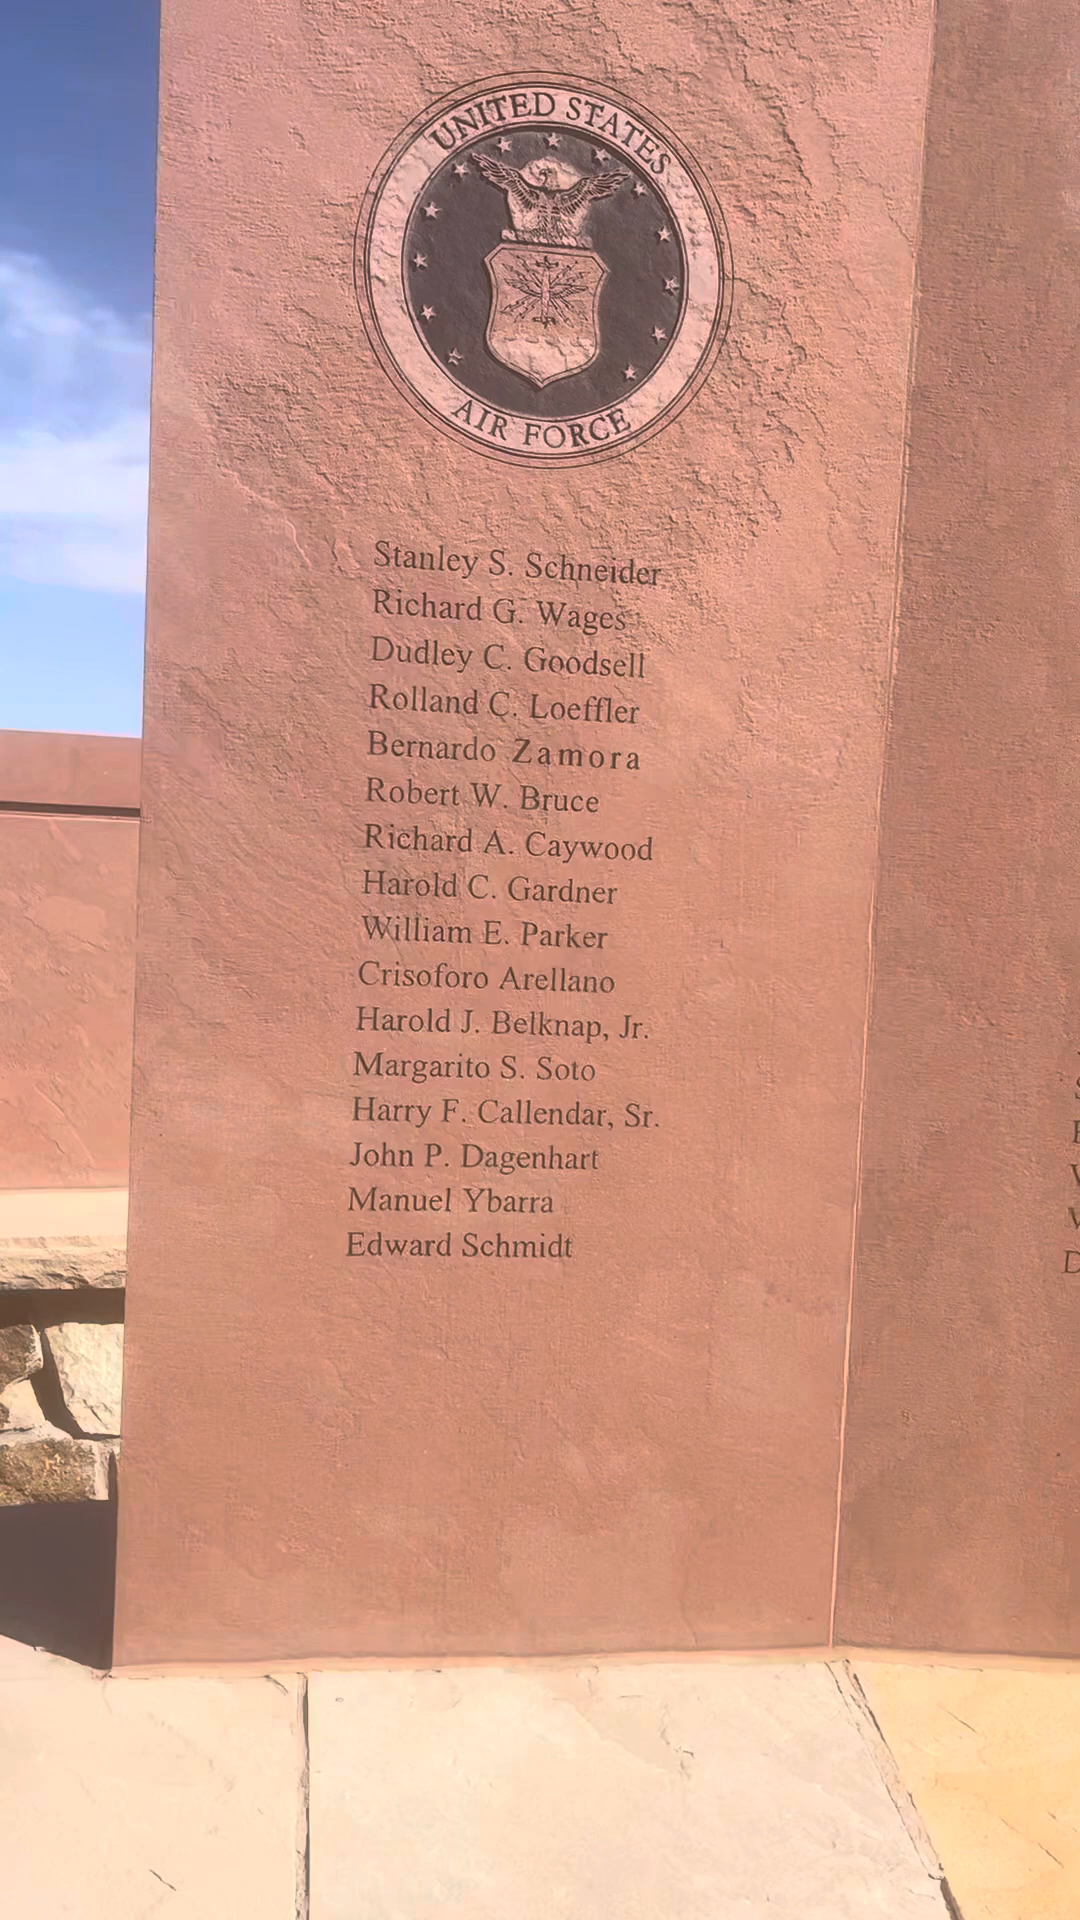 UNITED STATES
AIR FORCE
Stanley S. Schneider
Richard G. Wages
Dudley C. Goodsell
Rolland C. Loeffler
Bernardo Zamora
Robert W. Bruce
Richard A. Caywood
Harold C. Gardner
William E. Parker
Crisoforo Arellano
Harold J. Belknap, Jr.
Margarito S. Soto
Harry F. Callendar, Sr.
John P. Dagenhart
Manuel Ybarra
Edward Schmidt